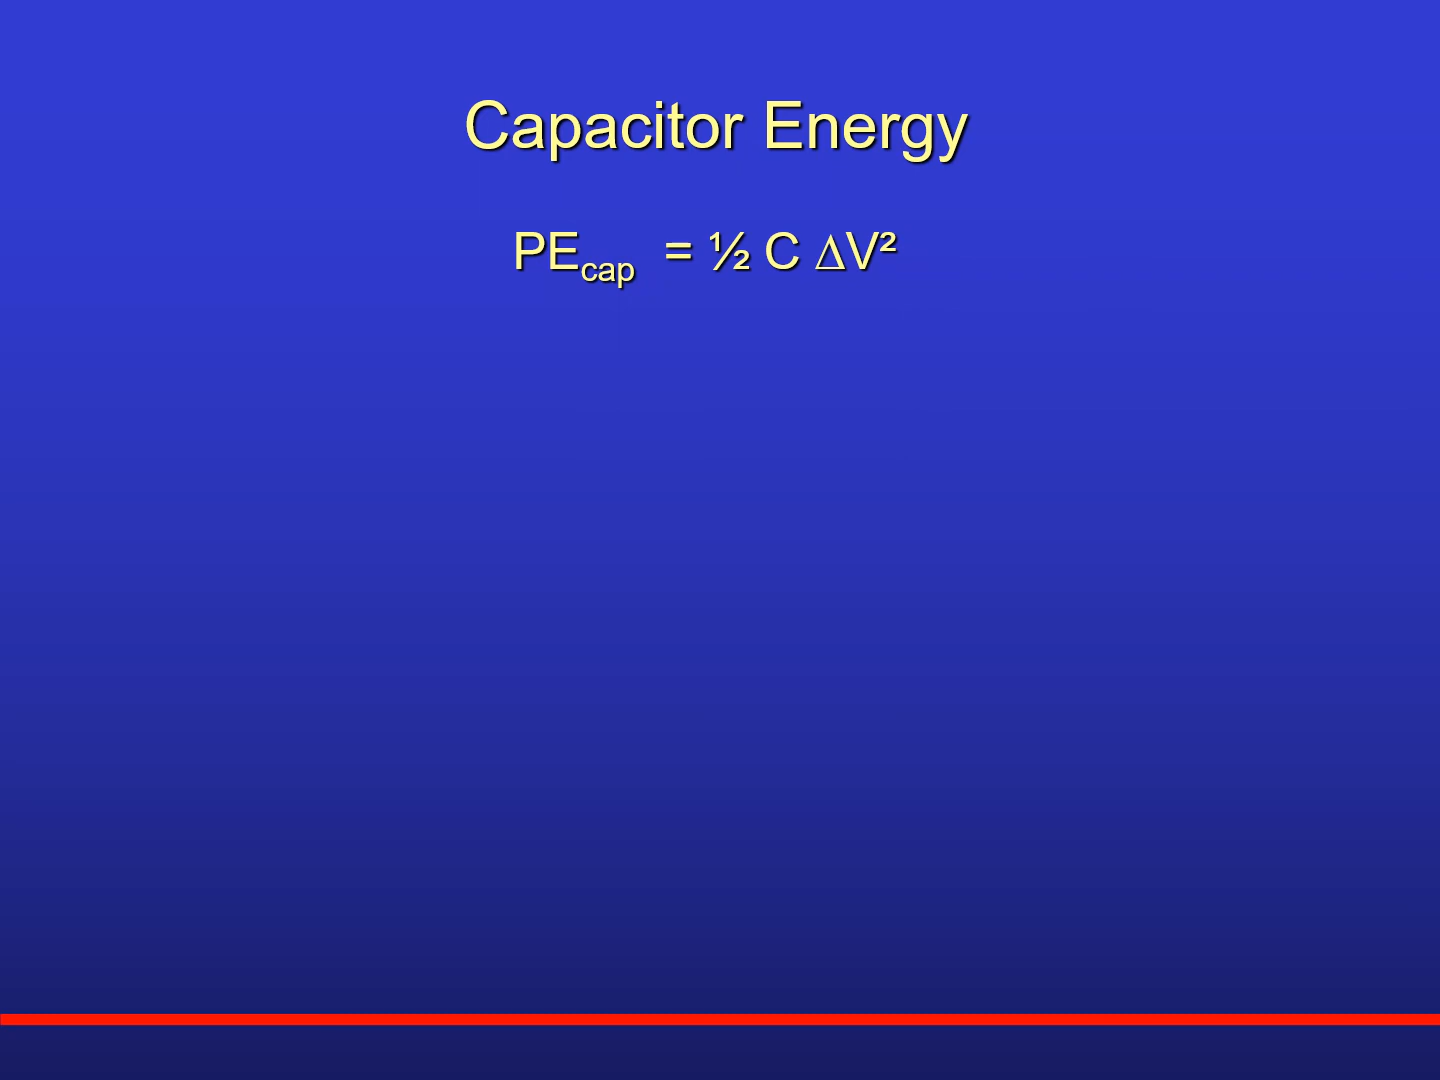 Capacitor Energy
PEcap = ½ C ∆V²